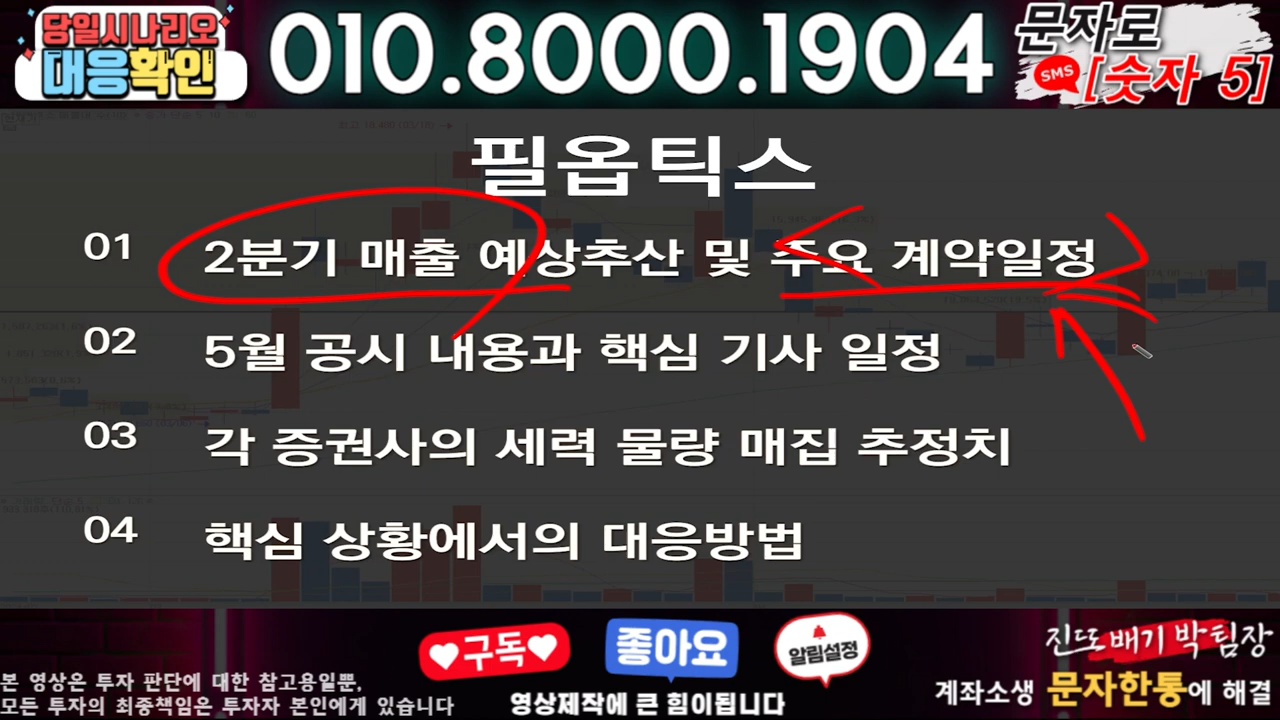 당일시나리오
대응확인
010.8000.1904
문자로
SMS [숫자 5]
필옵틱스
01 2분기 매출 예상추산 및 주요 계약일정
02 5월 공시 내용과 핵심 기사 일정
03 각 증권사의 세력 물량 매집 추정치
04 핵심 상황에서의 대응방법
구독
좋아요
알림설정
영상제작에 큰 힘이됩니다
본 영상은 투자 판단에 대한 참고용일뿐,
모든 투자의 최종책임은 투자자 본인에게 있습니다
진또배기 박팀장
계좌소생 문자한통에 해결